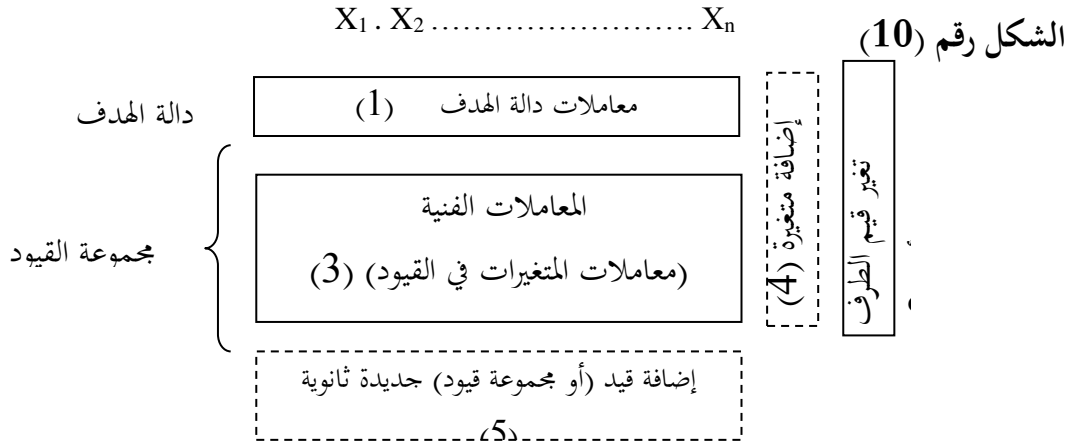 الشكل رقم (10)
X1 . X2 ........................... Xn
دالة الهدف
معاملات دالة الهدف (1)
مجموعة القيود
المعاملات الفنية
(معاملات المتغيرات في القيود) (3)
إضافة متغيرة (4)
تغير قيم الطرف
إضافة قيد (أو مجموعة قيود) جديدة ثانوية
(5)